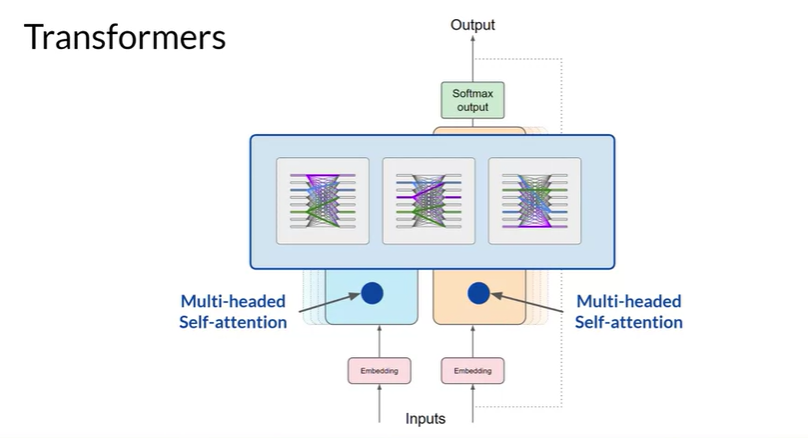 Transformers
Output
Softmax
output
Multi-headed
Self-attention
Multi-headed
Self-attention
Embedding
Embedding
Inputs